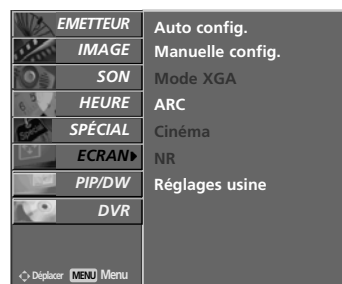 EMETTEUR
IMAGE
SON
HEURE
SPÉCIAL
ECRAN
PIP/DW
DVR
Déplacer MENU Menu
Auto config.
Manuelle config.
Mode XGA
ARC
Cinéma
NR
Réglages usine